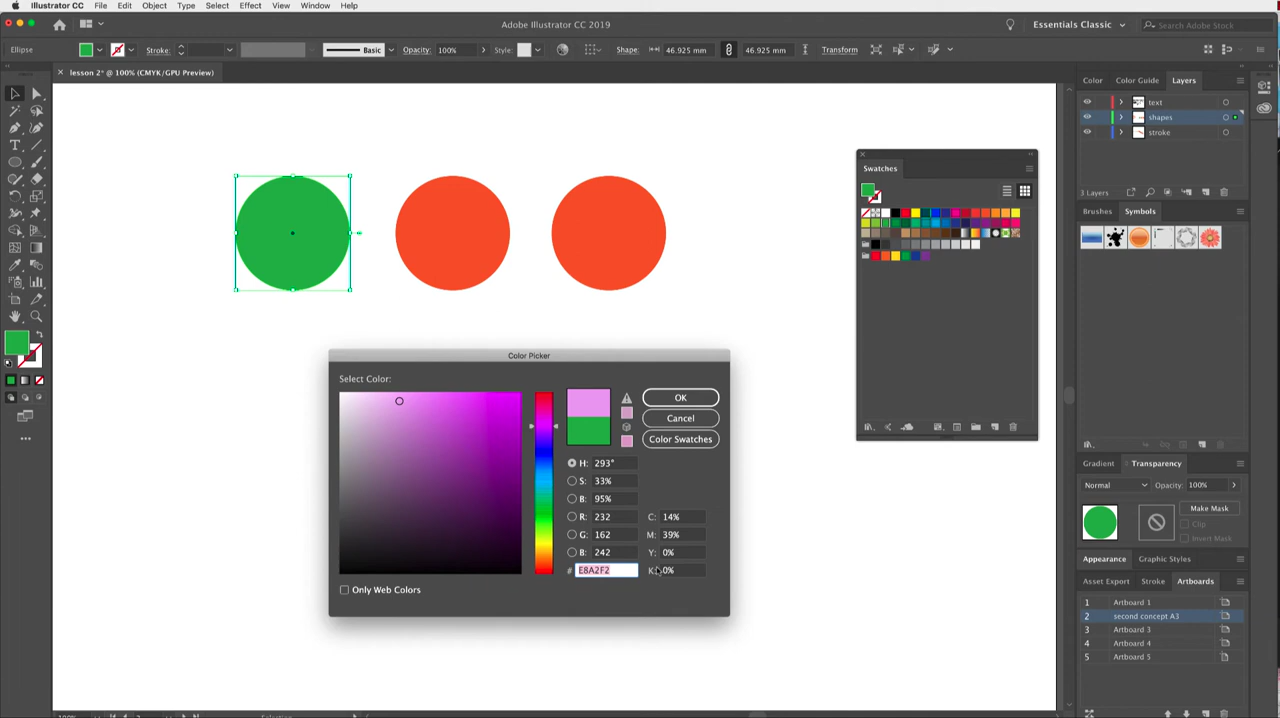 Illustrator CC File Edit Object Type Select Effect View Window Help
Adobe Illustrator CC 2019
Essentials Classic
Search Adobe Stock
Ellipse Stroke: Basic Opacity: 100% Style: Shape: 46.925 mm 46.925 mm Transform
lesson 2* @ 100% (CMYK/GPU Preview)
Color Color Guide Layers
text
shapes
stroke
3 Layers
Swatches
Brushes Symbols
Color Picker
Select Color:
OK
Cancel
Color Swatches
H: 293°
S: 33%
B: 95%
R: 232 C: 14%
G: 162 M: 39%
B: 242 Y: 0%
# E8A2F2 K: 0%
Only Web Colors
Gradient Transparency
Normal Opacity: 100%
Make Mask
Clip
Invert Mask
Appearance Graphic Styles
Asset Export Stroke Artboards
1 Artboard 1
2 second concept A3
3 Artboard 3
4 Artboard 4
5 Artboard 5
100% 2 Selection